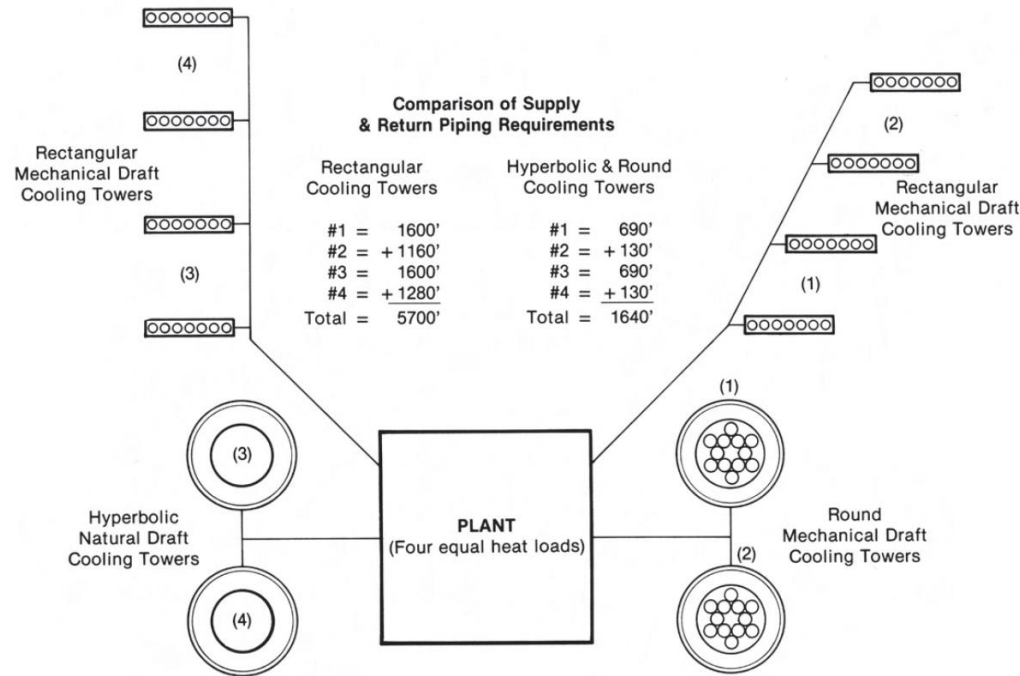 Comparison of Supply
& Return Piping Requirements
Rectangular
Cooling Towers
#1 = 1600'
#2 = +1160'
#3 = 1600'
#4 = +1280'
Total = 5700'
Hyperbolic & Round
Cooling Towers
#1 = 690'
#2 = +130'
#3 = 690'
#4 = +130'
Total = 1640'
(4)
Rectangular
Mechanical Draft
Cooling Towers
(3)
(2)
Rectangular
Mechanical Draft
Cooling Towers
(1)
(3)
Hyperbolic
Natural Draft
Cooling Towers
(4)
PLANT
(Four equal heat loads)
(1)
Round
Mechanical Draft
Cooling Towers
(2)